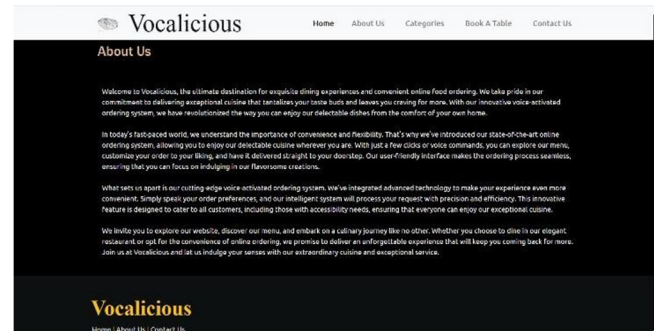 Vocalicious
Home About Us Categories Book A Table Contact Us
About Us
Welcome to Vocalicious, the ultimate destination for exquisite dining experiences and convenient online food ordering. We take pride in our
commitment to delivering exceptional cuisine that tantalizes your taste buds and leaves you craving for more. With our innovative voice-activated
ordering system, we have revolutionized the way you can enjoy our delectable dishes from the comfort of your own home.
In today's fast-paced world, we understand the importance of convenience and flexibility. That's why we've introduced our state-of-the-art online
ordering system, allowing you to enjoy our delectable cuisine wherever you are. With just a few clicks or voice commands, you can explore our menu,
customize your order to your liking, and have it delivered straight to your doorstep. Our user-friendly interface makes the ordering process seamless,
ensuring that you can focus on indulging in our flavorsome creations.
What sets us apart is our cutting-edge voice-activated ordering system. We've integrated advanced technology to make your experience even more
convenient. Simply speak your order preferences, and our intelligent system will process your request with precision and efficiency. This innovative
feature is designed to cater to all customers, including those with accessibility needs, ensuring that everyone can enjoy our exceptional cuisine.
We invite you to explore our website, discover our menu, and embark on a culinary journey like no other. Whether you choose to dine in our elegant
restaurant or opt for the convenience of online ordering, we promise to deliver an unforgettable experience that will keep you coming back for more.
Join us at Vocalicious and let us indulge your senses with our extraordinary cuisine and exceptional service.
Vocalicious
Home | About Us | Contact Us